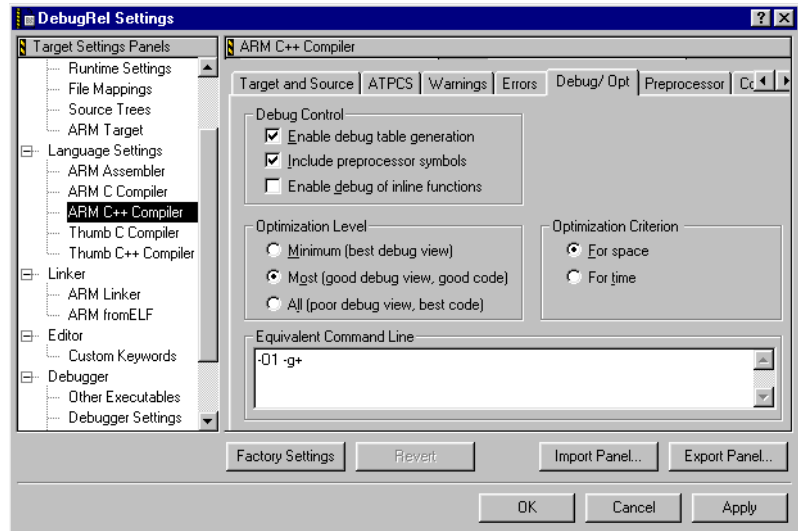 DebugRel Settings
Target Settings Panels
Runtime Settings
File Mappings
Source Trees
ARM Target
Language Settings
ARM Assembler
ARM C Compiler
ARM C++ Compiler
Thumb C Compiler
Thumb C++ Compiler
Linker
ARM Linker
ARM fromELF
Editor
Custom Keywords
Debugger
Other Executables
Debugger Settings
ARM C++ Compiler
Target and Source ATPCS Warnings Errors Debug/ Opt Preprocessor
Debug Control
Enable debug table generation
Include preprocessor symbols
Enable debug of inline functions
Optimization Level
Minimum (best debug view)
Most (good debug view, good code)
All (poor debug view, best code)
Optimization Criterion
For space
For time
Equivalent Command Line
-O1 -g+
Factory Settings Revert Import Panel... Export Panel...
OK Cancel Apply